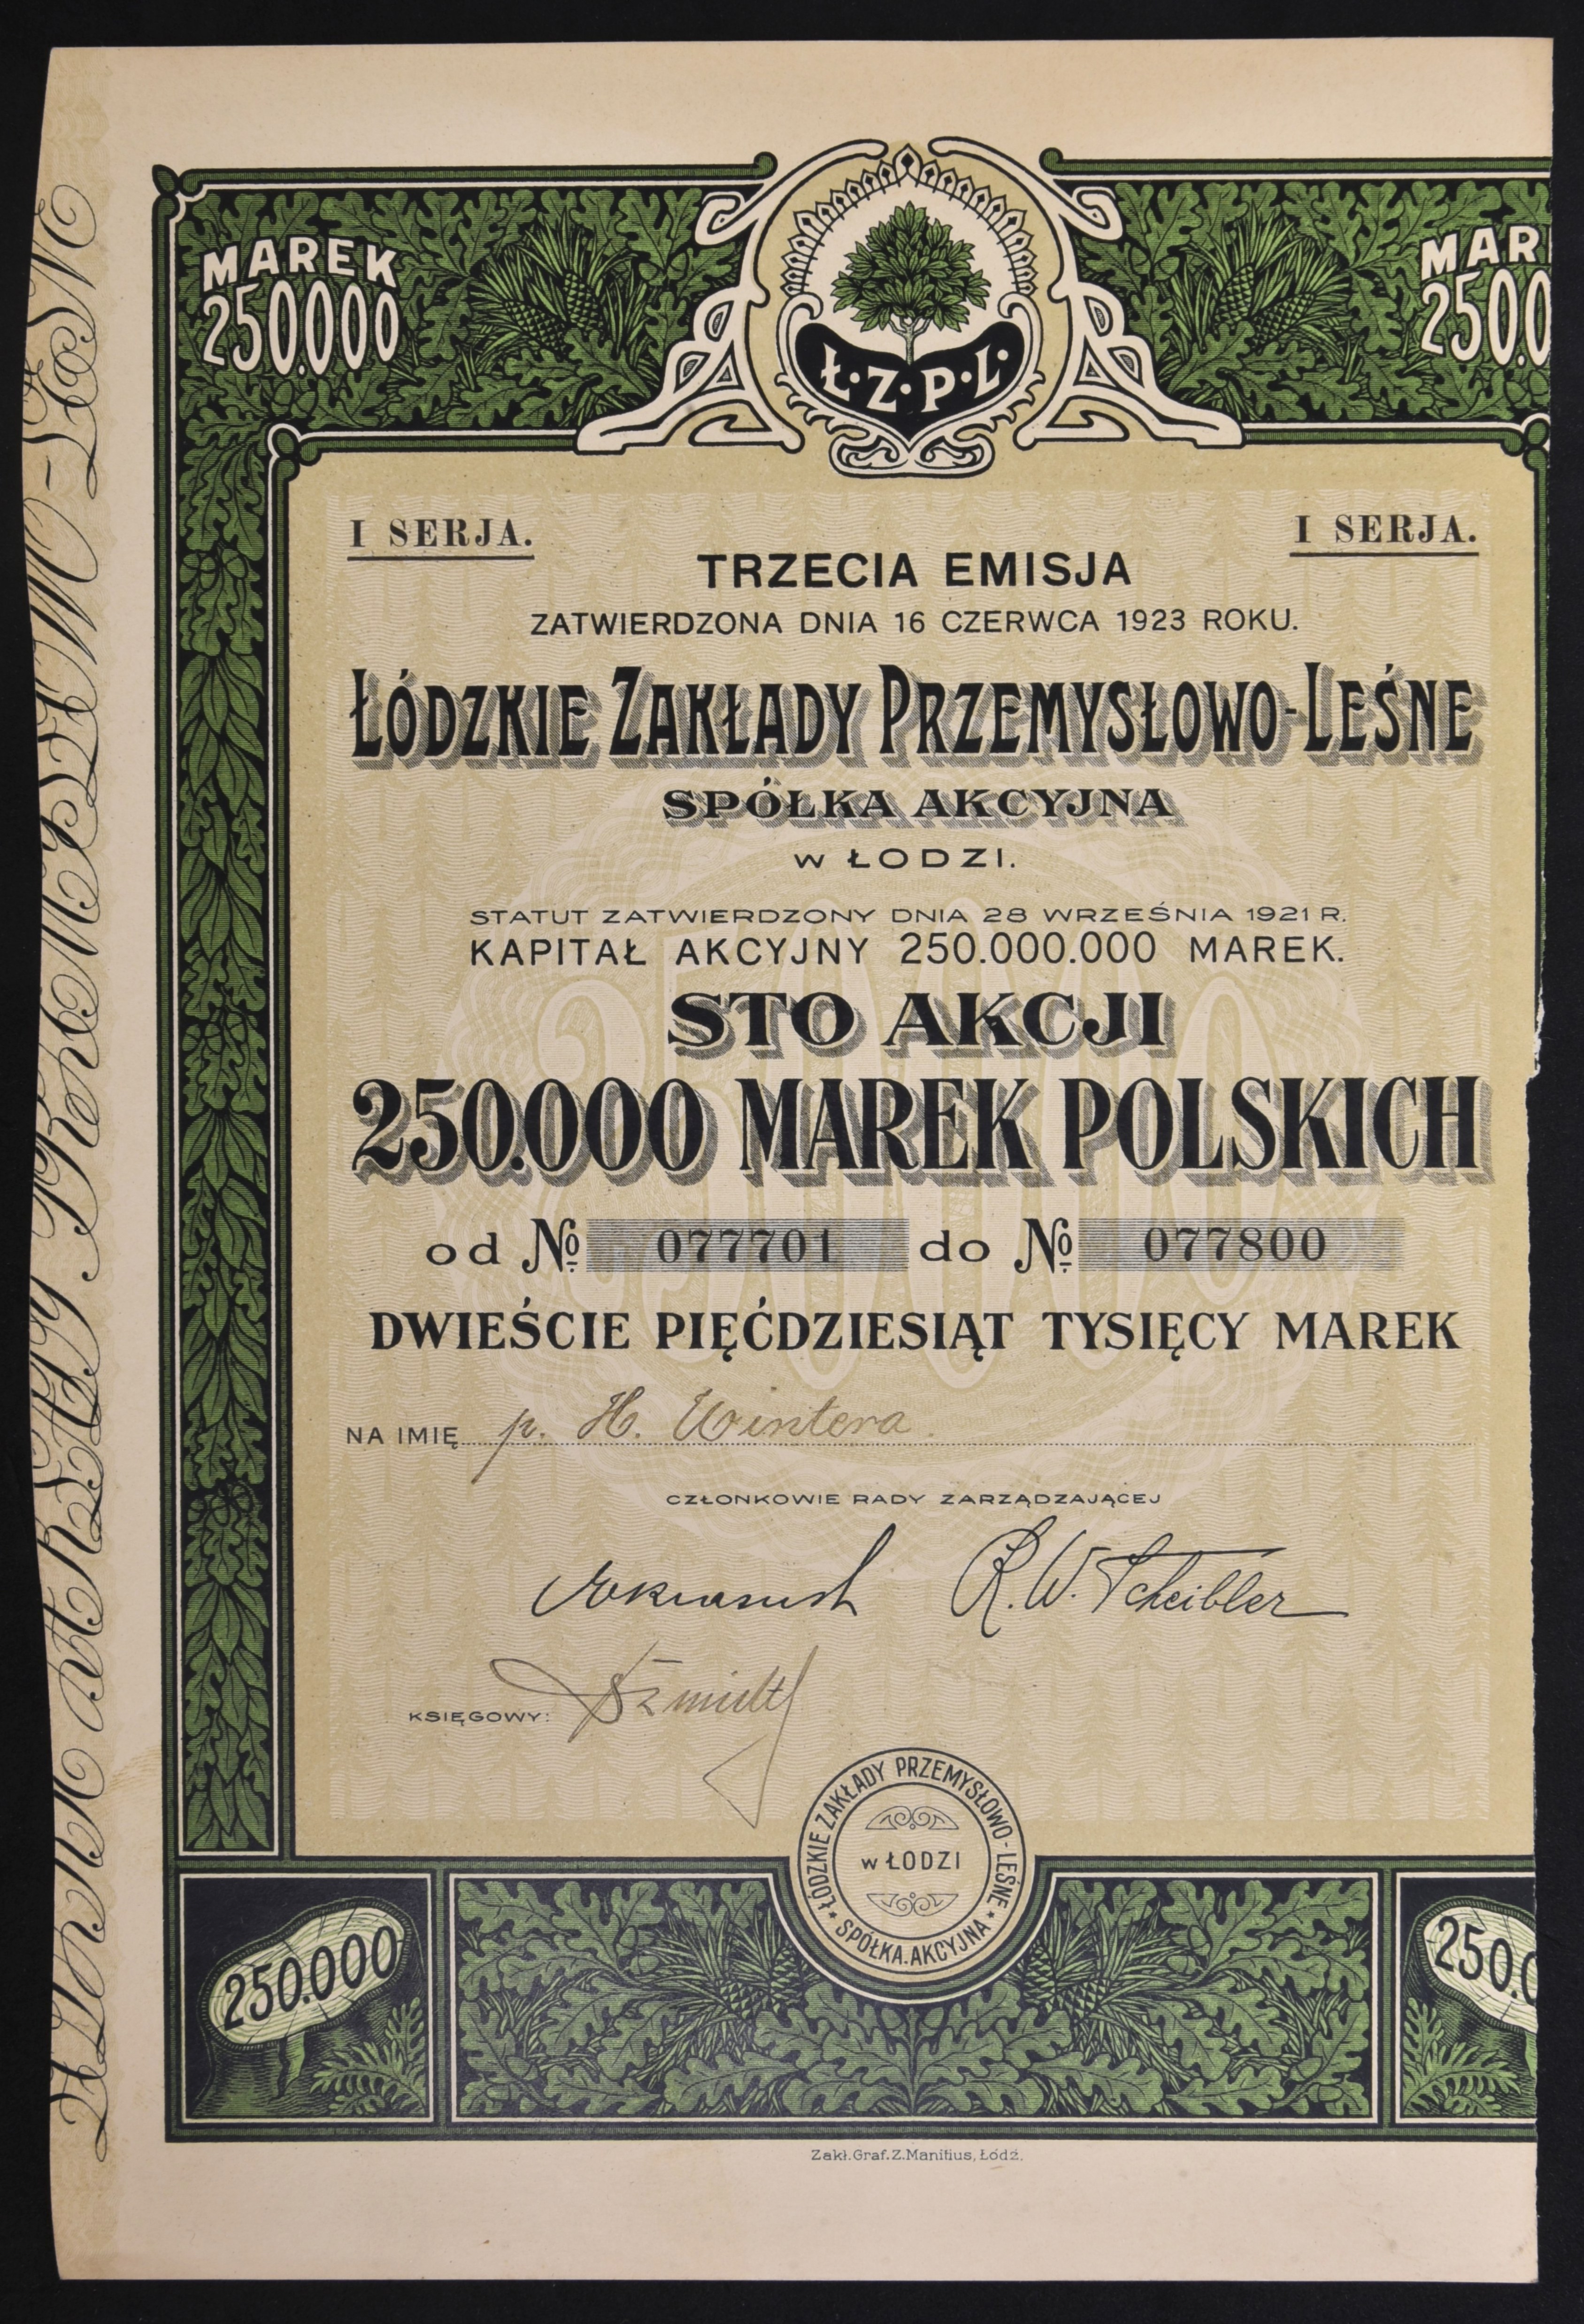 MAREK
250.000
MAR
250.0
Ł·Z·P·L·
I SERJA.
I SERJA.
TRZECIA EMISJA
ZATWIERDZONA DNIA 16 CZERWCA 1923 ROKU.
ŁÓDZKIE ZAKŁADY PRZEMYSŁOWO-LEŚNE
SPÓŁKA AKCYJNA
W ŁODZI.
STATUT ZATWIERDZONY DNIA 28 WRZEŚNIA 1921 R.
KAPITAŁ AKCYJNY 250.000.000 MAREK.
STO AKCJI
250.000 MAREK POLSKICH
od № 077701 do № 077800
DWIEŚCIE PIĘĆDZIESIĄT TYSIĘCY MAREK
NA IMIĘ p. H. Wintera
CZŁONKOWIE RADY ZARZĄDZAJĄCEJ
R. W. Scheibler
KSIĘGOWY:
ŁÓDZKIE ZAKŁADY PRZEMYSŁOWO-LEŚNE
w ŁODZI
* SPÓŁKA.AKCYJNA *
250.000
250.0
Zakł.Graf.Z.Manitius, Łódź.